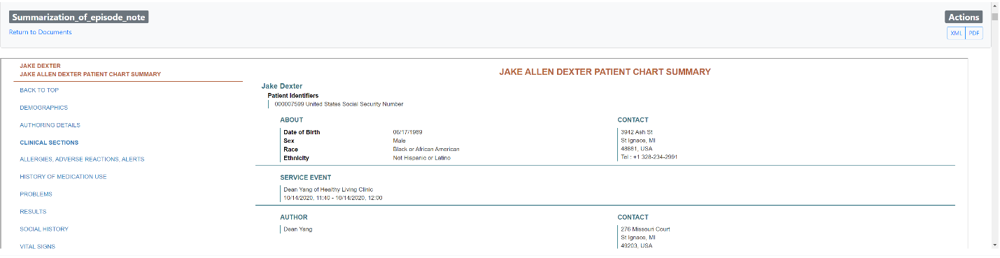 Summarization_of_episode_note
Actions
Return to Documents
XML PDF
JAKE DEXTER
JAKE ALLEN DEXTER PATIENT CHART SUMMARY
BACK TO TOP
DEMOGRAPHICS
AUTHORING DETAILS
CLINICAL SECTIONS
ALLERGIES, ADVERSE REACTIONS, ALERTS
HISTORY OF MEDICATION USE
PROBLEMS
RESULTS
SOCIAL HISTORY
VITAL SIGNS
JAKE ALLEN DEXTER PATIENT CHART SUMMARY
Jake Dexter
Patient Identifiers
000007599 United States Social Security Number
ABOUT
Date of Birth 06/17/1989
Sex Male
Race Black or African American
Ethnicity Not Hispanic or Latino
CONTACT
3942 Ash St
St Ignace, MI
48881, USA
Tel : +1 328-234-2991
SERVICE EVENT
Dean Yang of Healthy Living Clinic
10/14/2020, 11:40 - 10/14/2020, 12:00
AUTHOR
Dean Yang
CONTACT
276 Missouri Court
St Ignace, MI
49203, USA